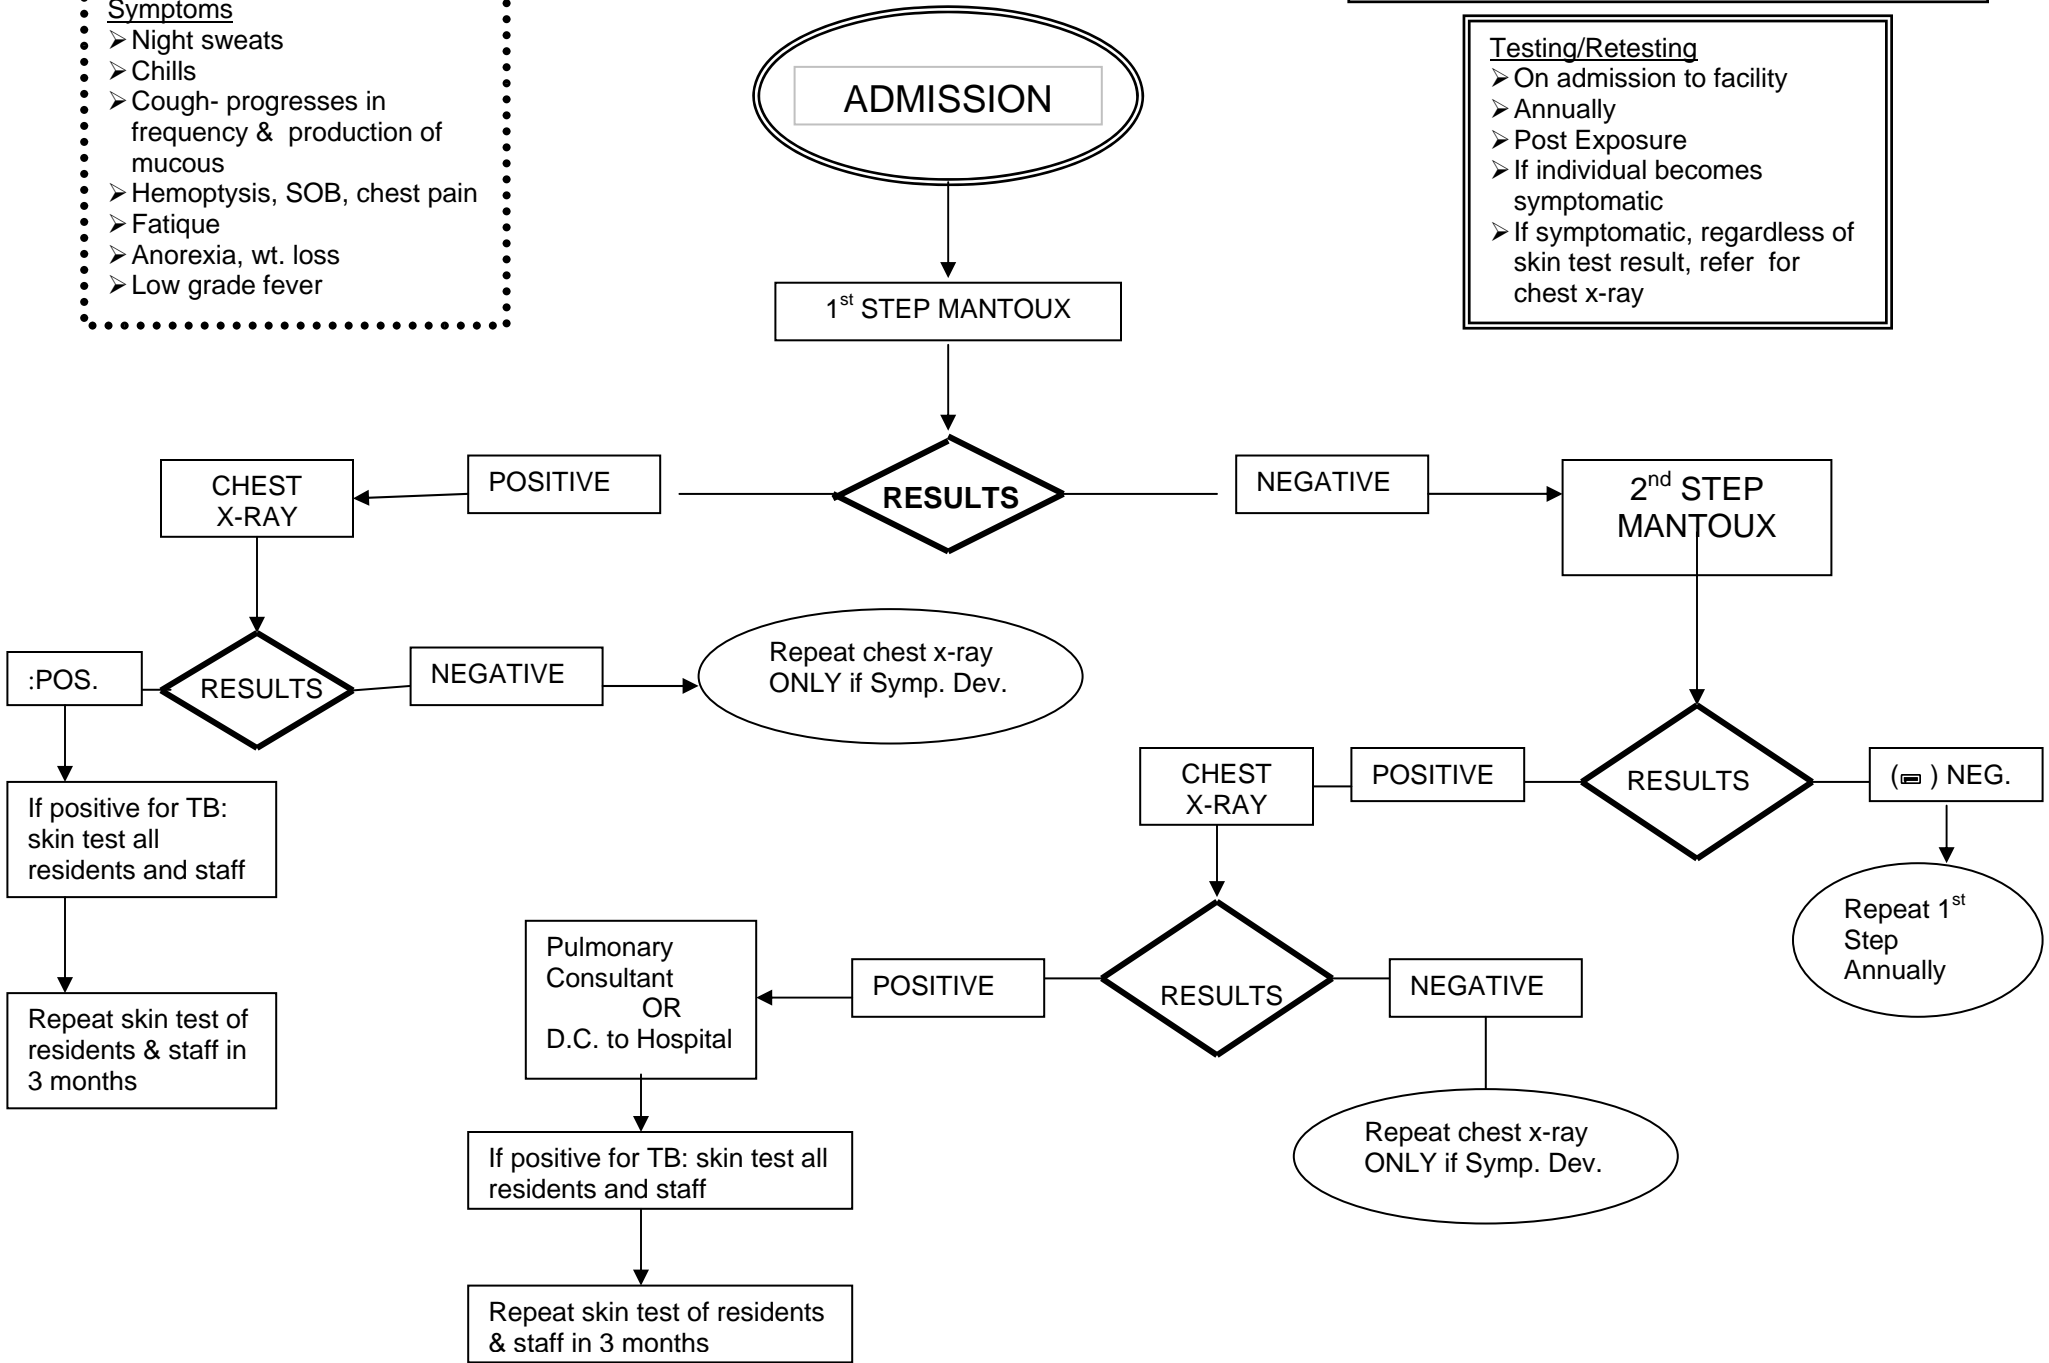 Symptoms
➢ Night sweats
➢ Chills
➢ Cough- progresses in
frequency & production of
mucous
➢ Hemoptysis, SOB, chest pain
➢ Fatique
➢ Anorexia, wt. loss
➢ Low grade fever
ADMISSION
Testing/Retesting
➢ On admission to facility
➢ Annually
➢ Post Exposure
➢ If individual becomes
symptomatic
➢ If symptomatic, regardless of
skin test result, refer for
chest x-ray
1st STEP MANTOUX
CHEST
X-RAY
POSITIVE
RESULTS
NEGATIVE
2nd STEP
MANTOUX
:POS.
RESULTS
NEGATIVE
Repeat chest x-ray
ONLY if Symp. Dev.
If positive for TB:
skin test all
residents and staff
Repeat skin test of
residents & staff in
3 months
CHEST
X-RAY
POSITIVE
RESULTS
( ) NEG.
Repeat 1st
Step
Annually
Pulmonary
Consultant
OR
D.C. to Hospital
POSITIVE
RESULTS
NEGATIVE
Repeat chest x-ray
ONLY if Symp. Dev.
If positive for TB: skin test all
residents and staff
Repeat skin test of residents
& staff in 3 months